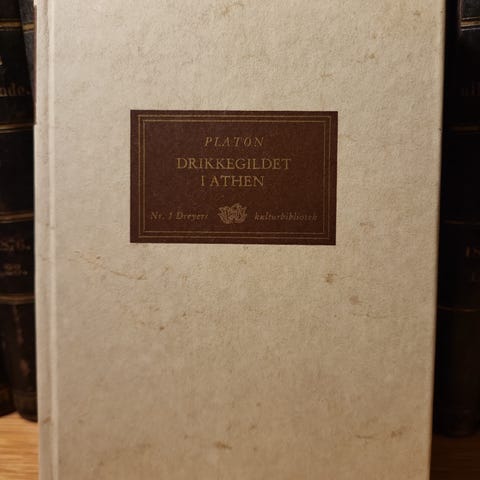 PLATON
DRIKKEGILDET
I ATHEN
Nr. 1 Dreyers kulturbibliotek